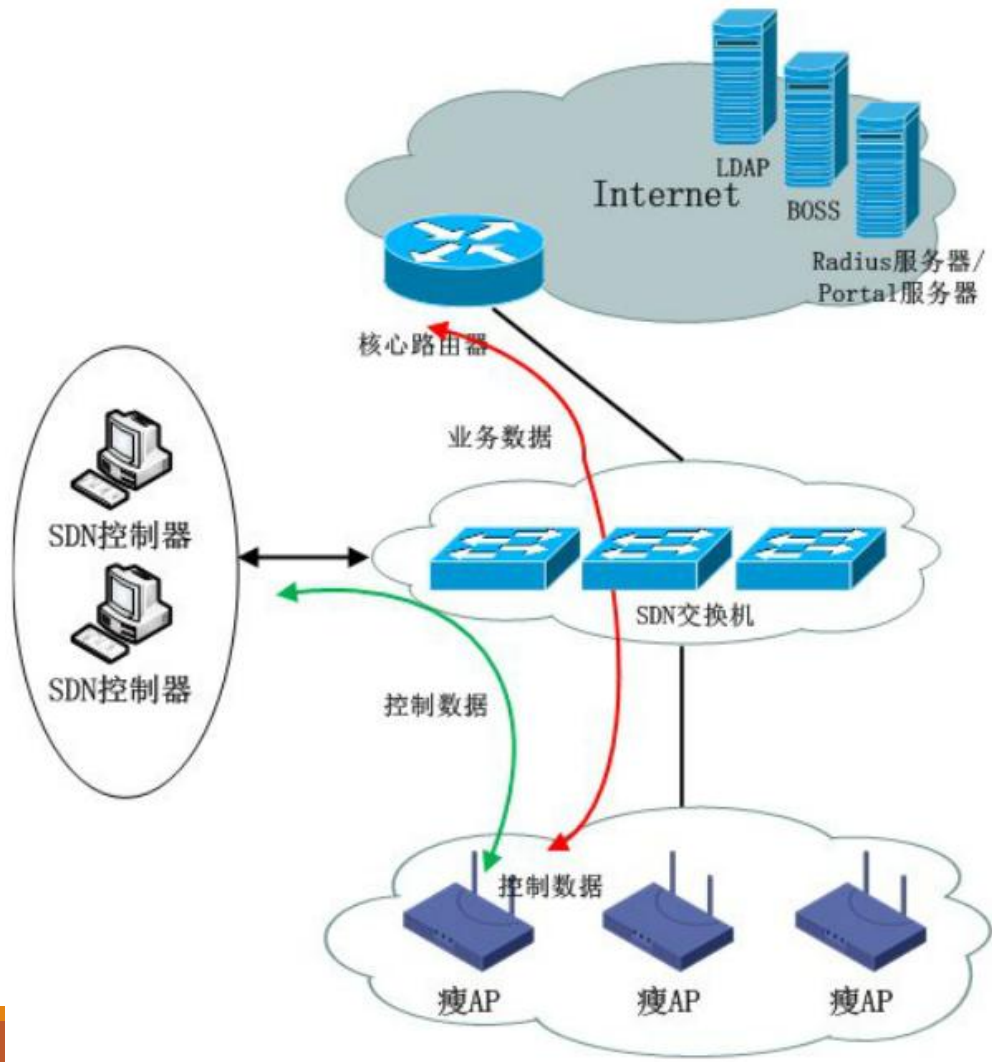 LDAP
Internet
BOSS
Radius服务器/
Portal服务器
核心路由器
业务数据
SDN控制器
SDN交换机
SDN控制器
控制数据
控制数据
瘦AP
瘦AP
瘦AP